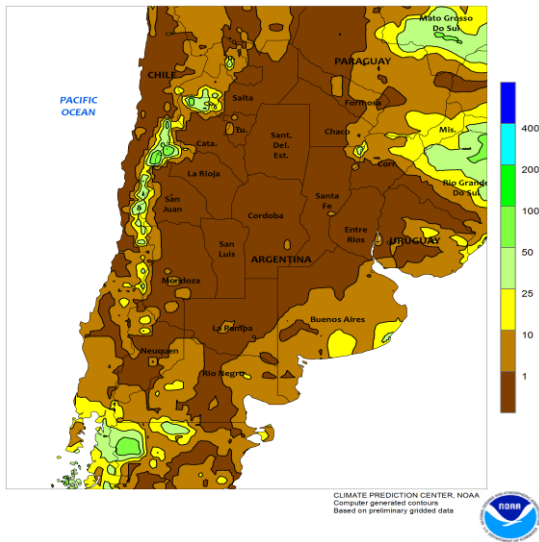 Mato Grosso
Do Sul
PARAGUAY
CHILE
PACIFIC
OCEAN
Salta
Formosa
Tu.
Sant.
Del.
Est.
Chaco
Mis.
Cata.
Corr.
La Rioja
Rio Grande
Do Sul
San
Juan
Santa
Fe
Cordoba
Entre
Rios
URUGUAY
San
Luis
ARGENTINA
Mendoza
La Pampa
Buenos Aires
Neuquen
Rio Negro
400
200
100
50
25
10
1
CLIMATE PREDICTION CENTER, NOAA
Computer generated contours
Based on preliminary gridded data
NOAA